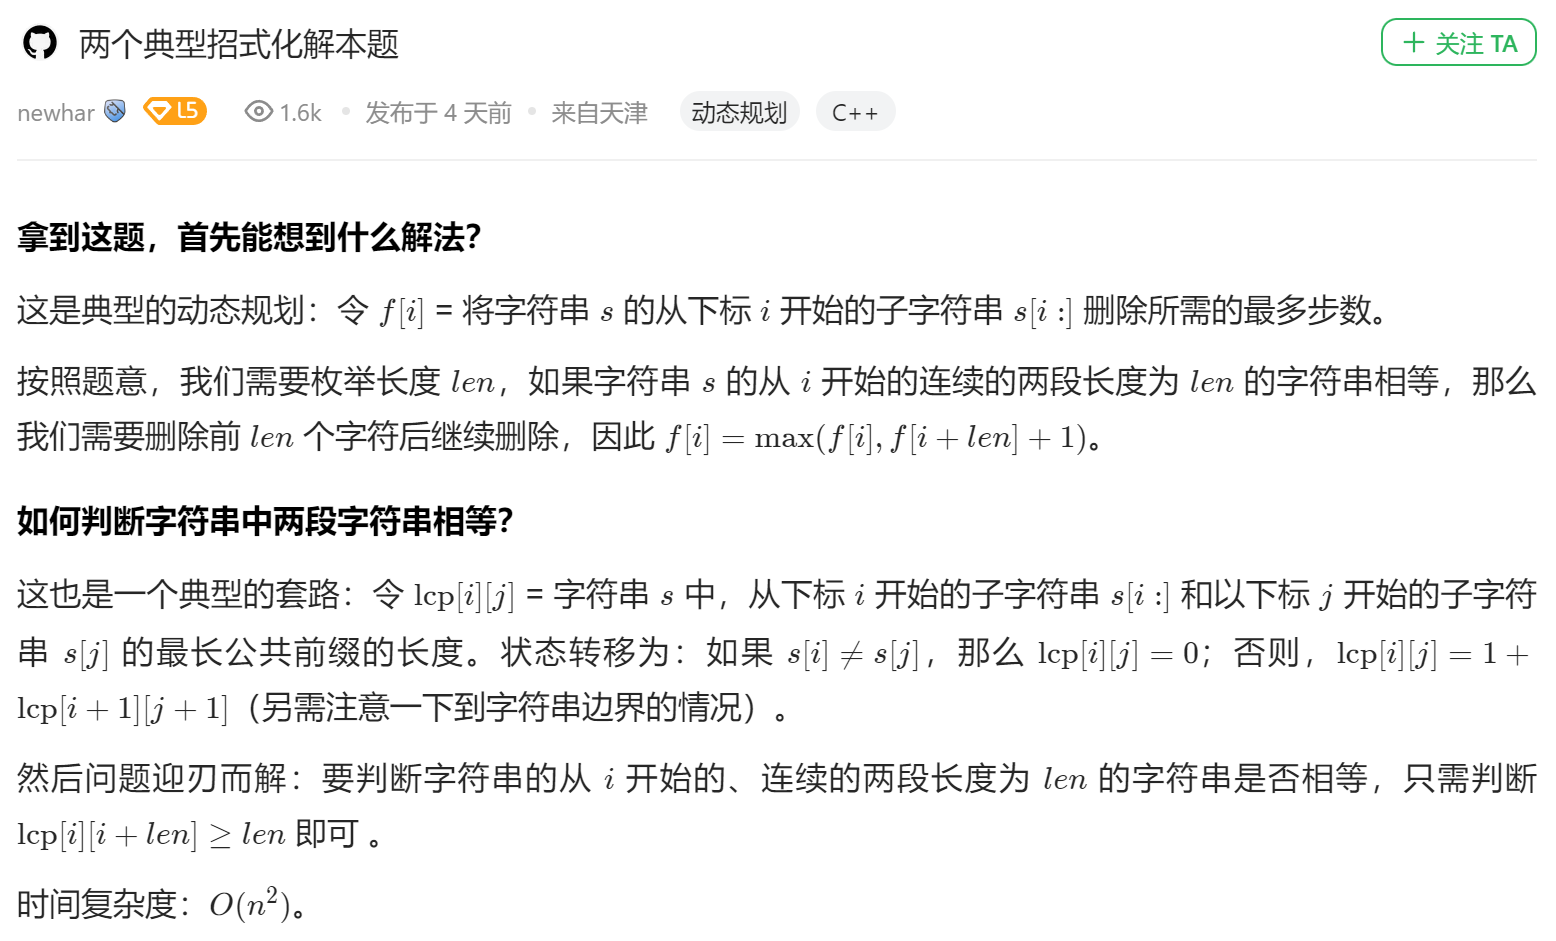 两个典型招式化解本题
+ 关注 TA
newhar L5 1.6k • 发布于 4 天前 • 来自天津 动态规划 C++
拿到这题，首先能想到什么解法？
这是典型的动态规划：令 f[i] = 将字符串 s 的从下标 i 开始的子字符串 s[i :] 删除所需的最多步数。
按照题意，我们需要枚举长度 len，如果字符串 s 的从 i 开始的连续的两段长度为 len 的字符串相等，那么
我们需要删除前 len 个字符后继续删除，因此 f[i] = max(f[i], f[i + len] + 1)。
如何判断字符串中两段字符串相等？
这也是一个典型的套路：令 lcp[i][j] = 字符串 s 中，从下标 i 开始的子字符串 s[i :] 和以下标 j 开始的子字符
串 s[j] 的最长公共前缀的长度。状态转移为：如果 s[i] ≠ s[j]，那么 lcp[i][j] = 0；否则，lcp[i][j] = 1 +
lcp[i + 1][j + 1]（另需注意一下到字符串边界的情况）。
然后问题迎刃而解：要判断字符串的从 i 开始的、连续的两段长度为 len 的字符串是否相等，只需判断
lcp[i][i + len] ≥ len 即可 。
时间复杂度：O(n²)。